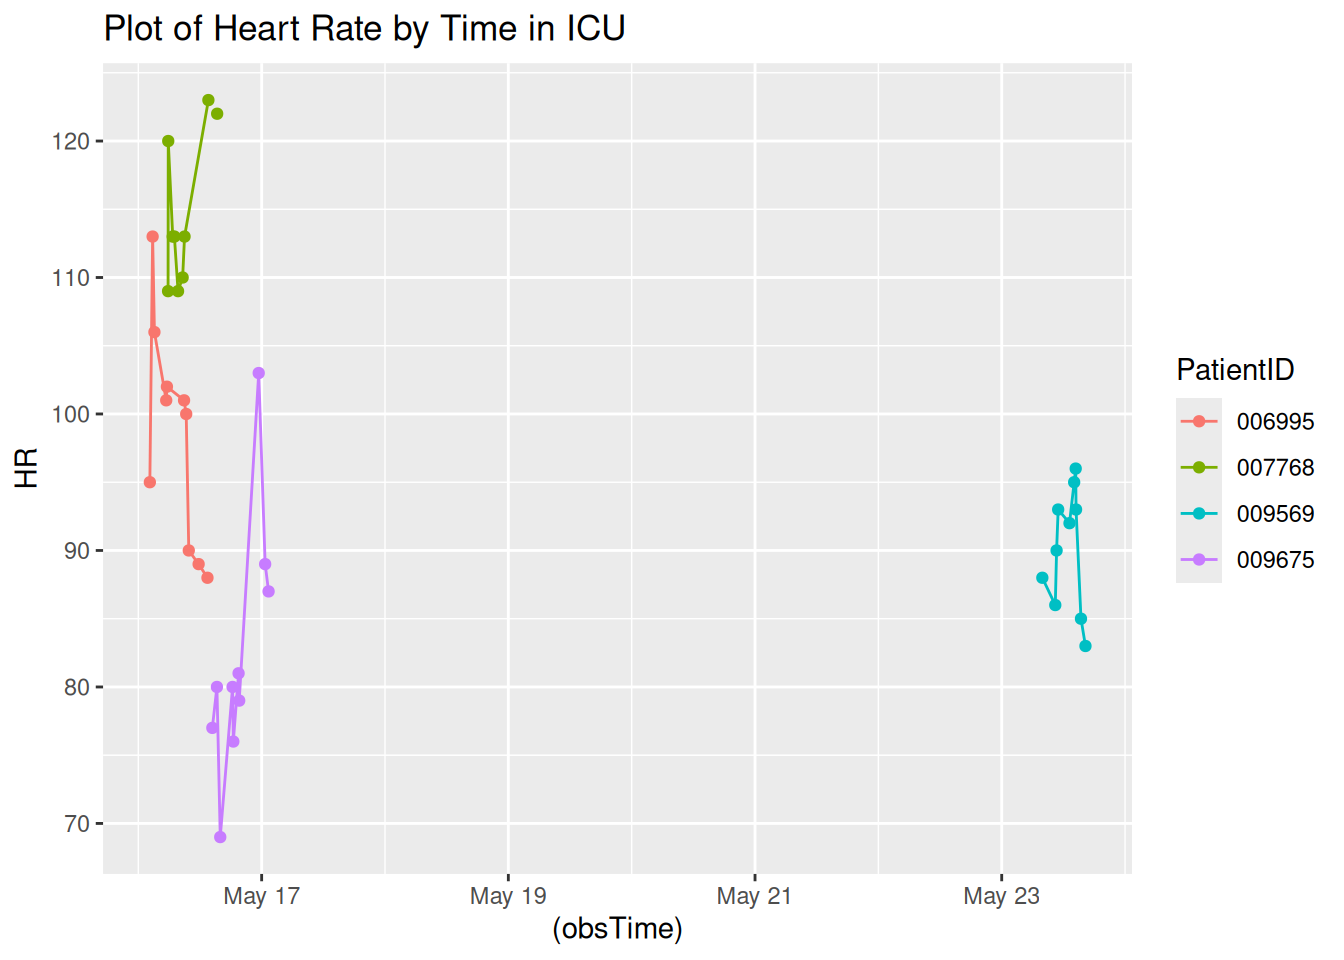 Plot of Heart Rate by Time in ICU
120
110
100
90
80
70
HR
May 17
May 19
May 21
May 23
(obsTime)
PatientID
006995
007768
009569
009675